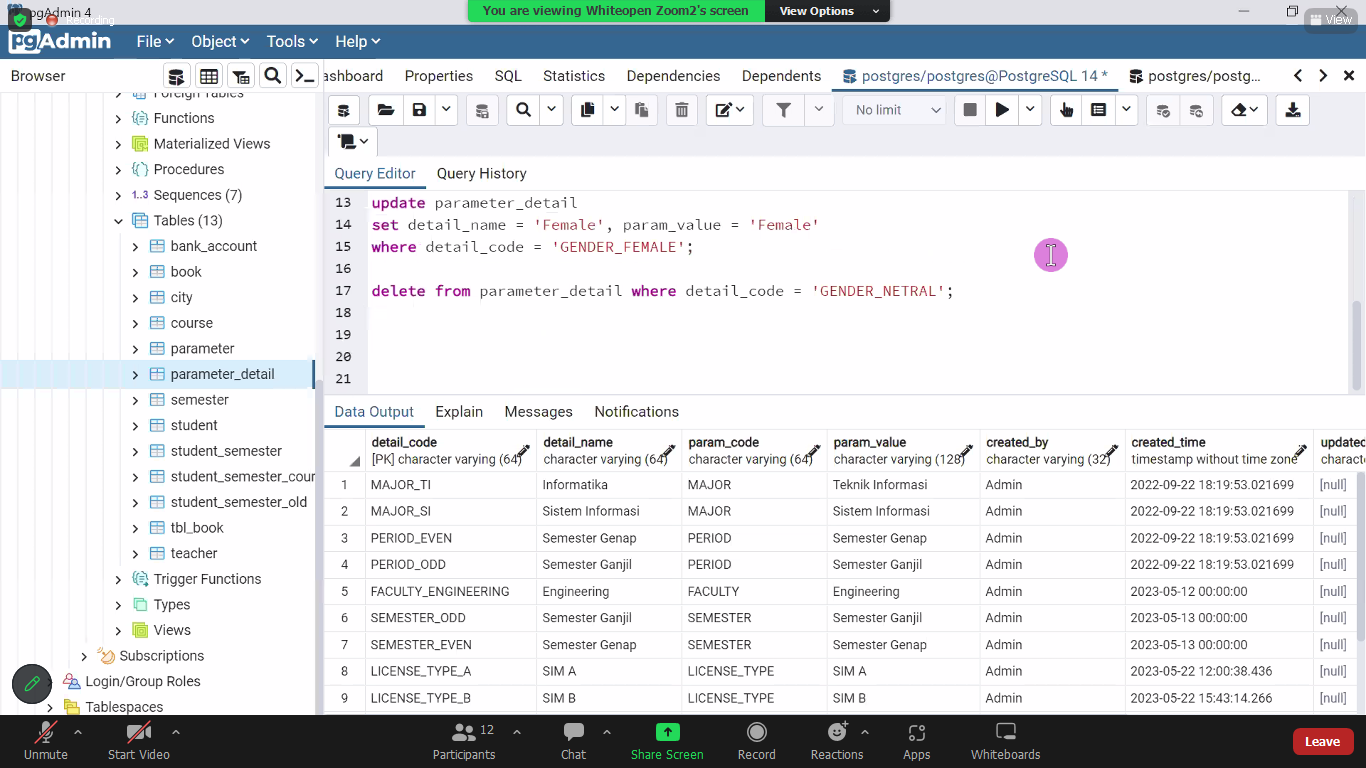 pgAdmin 4
Recording
You are viewing Whiteopen Zoom2's screen
View Options
View
pgAdmin
File Object Tools Help
Browser
ashboard Properties SQL Statistics Dependencies Dependents postgres/postgres@PostgreSQL 14 * postgres/postg...
No limit
Query Editor Query History
Foreign Tables
Functions
Materialized Views
Procedures
1..3 Sequences (7)
Tables (13)
bank_account
book
city
course
parameter
parameter_detail
semester
student
student_semester
student_semester_cour
student_semester_old
tbl_book
teacher
Trigger Functions
Types
Views
Subscriptions
Login/Group Roles
Tablespaces
13 update parameter_detail
14 set detail_name = 'Female', param_value = 'Female'
15 where detail_code = 'GENDER_FEMALE';
16
17 delete from parameter_detail where detail_code = 'GENDER_NETRAL';
18
19
20
21
Data Output Explain Messages Notifications
detail_code detail_name param_code param_value created_by created_time updated
[PK] character varying (64) character varying (64) character varying (64) character varying (128) character varying (32) timestamp without time zone charact
1 MAJOR_TI Informatika MAJOR Teknik Informasi Admin 2022-09-22 18:19:53.021699 [null]
2 MAJOR_SI Sistem Informasi MAJOR Sistem Informasi Admin 2022-09-22 18:19:53.021699 [null]
3 PERIOD_EVEN Semester Genap PERIOD Semester Genap Admin 2022-09-22 18:19:53.021699 [null]
4 PERIOD_ODD Semester Ganjil PERIOD Semester Ganjil Admin 2022-09-22 18:19:53.021699 [null]
5 FACULTY_ENGINEERING Engineering FACULTY Engineering Admin 2023-05-12 00:00:00 [null]
6 SEMESTER_ODD Semester Ganjil SEMESTER Semester Ganjil Admin 2023-05-13 00:00:00 [null]
7 SEMESTER_EVEN Semester Genap SEMESTER Semester Genap Admin 2023-05-13 00:00:00 [null]
8 LICENSE_TYPE_A SIM A LICENSE_TYPE SIM A Admin 2023-05-22 12:00:38.436 [null]
9 LICENSE_TYPE_B SIM B LICENSE_TYPE SIM B Admin 2023-05-22 15:43:14.266 [null]
12
Unmute Start Video Participants Chat Share Screen Record Reactions Apps Whiteboards Leave